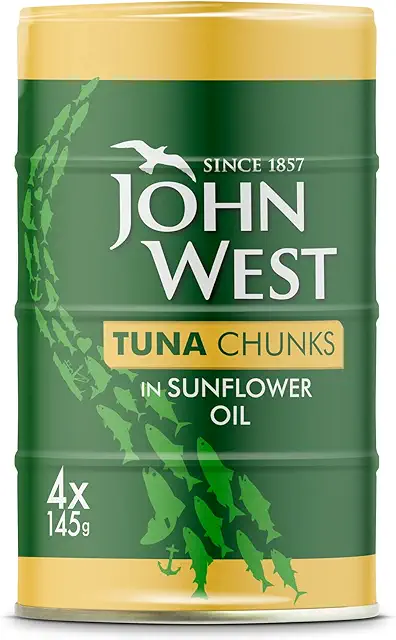 SINCE 1857
JOHN
WEST
TUNA CHUNKS
IN SUNFLOWER
OIL
4x
145g